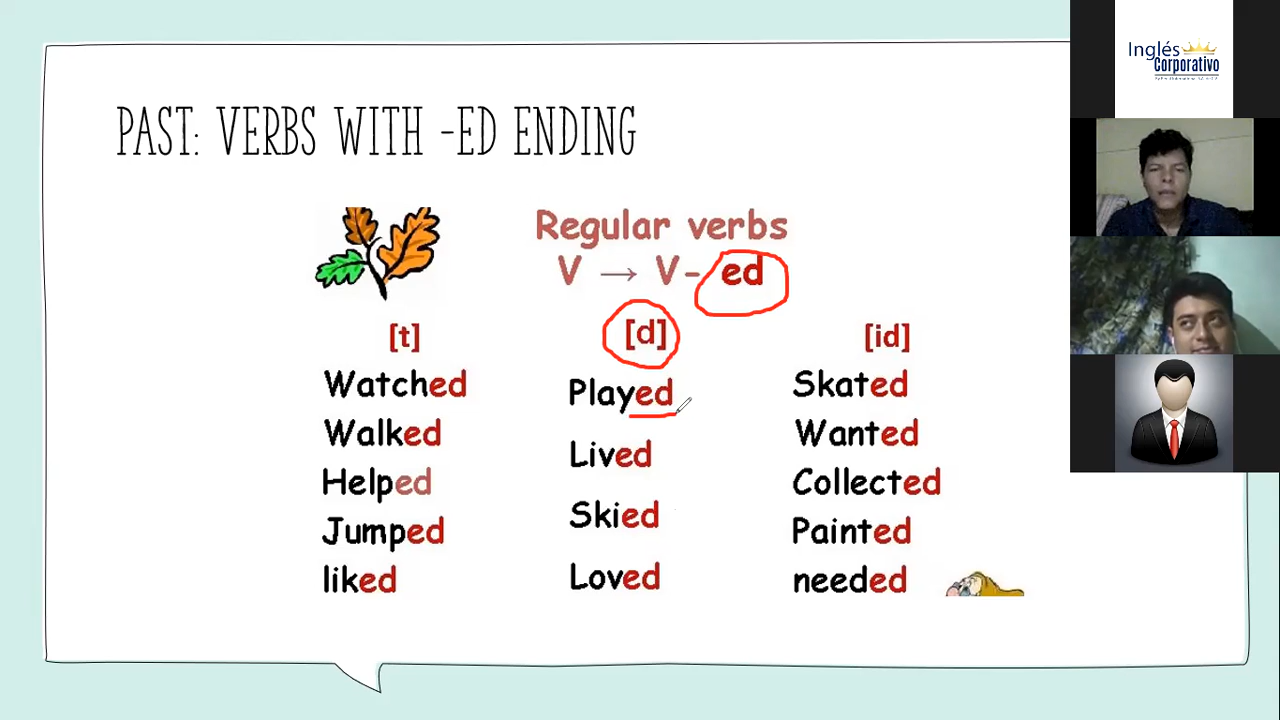 PAST: VERBS WITH -ED ENDING
Regular verbs
V → V- ed
[t]
Watched
Walked
Helped
Jumped
liked
[d]
Played
Lived
Skied
Loved
[id]
Skated
Wanted
Collected
Painted
needed
Inglés
Corporativo